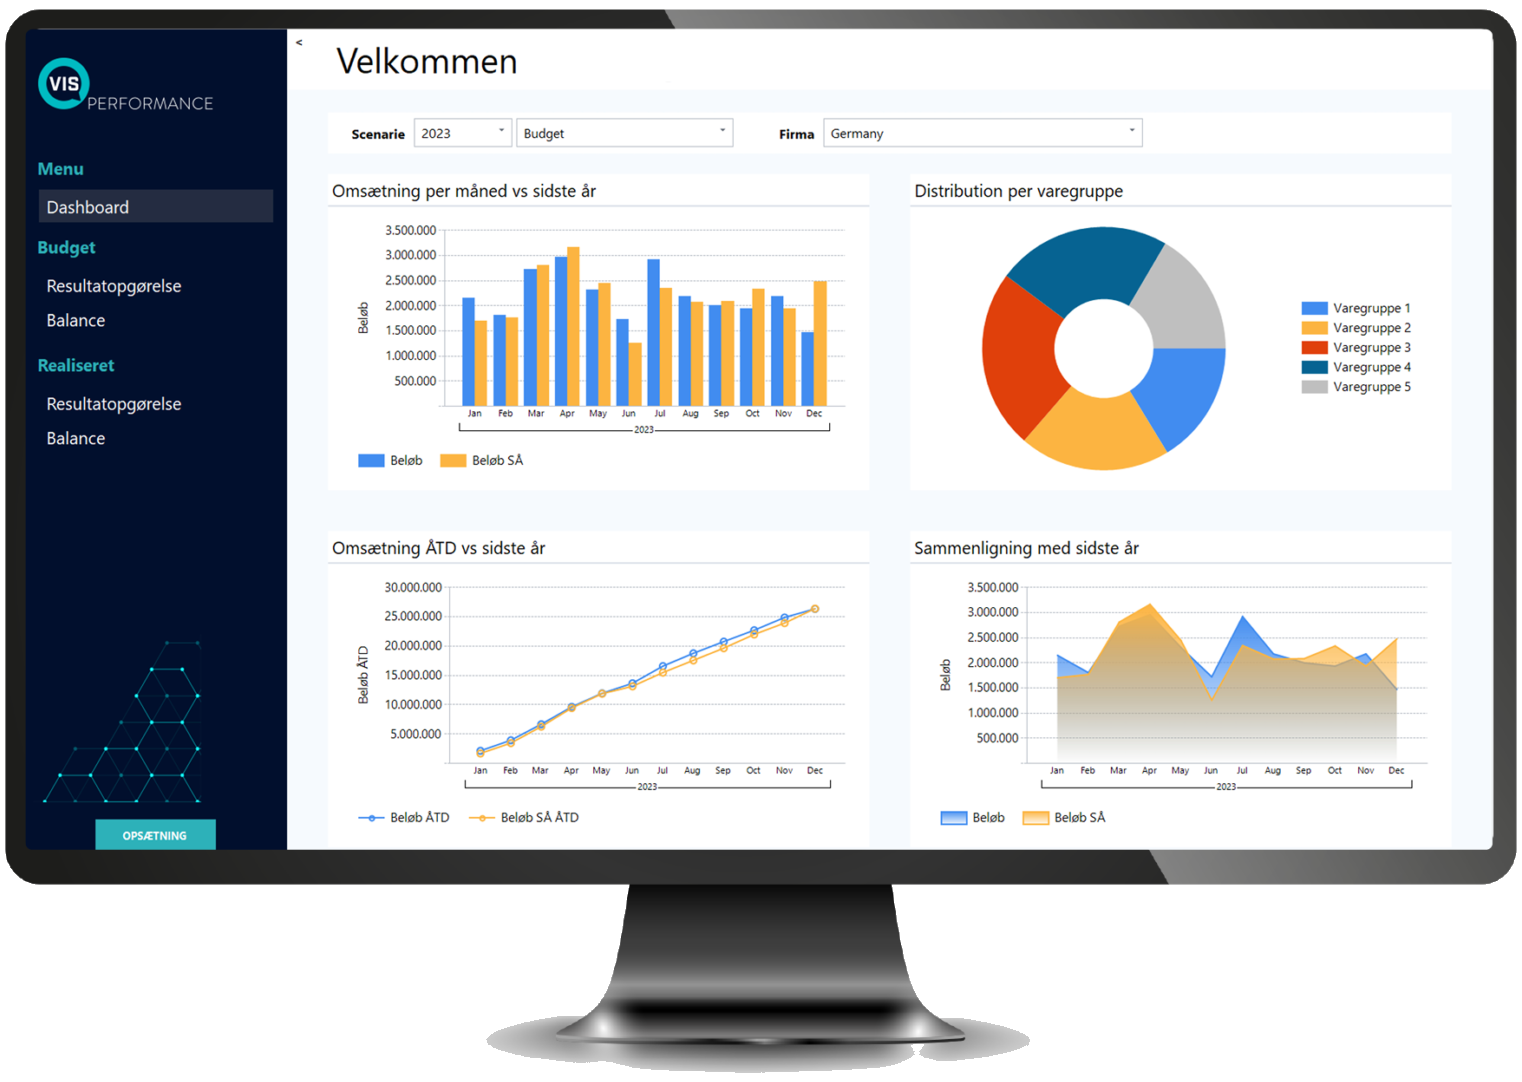 VIS
PERFORMANCE
Menu
Dashboard
Budget
Resultatopgørelse
Balance
Realiseret
Resultatopgørelse
Balance
OPSÆTNING
<
Velkommen
Scenarie 2023 Budget Firma Germany
Omsætning per måned vs sidste år
Beløb
3.500.000
3.000.000
2.500.000
2.000.000
1.500.000
1.000.000
500.000
Jan Feb Mar Apr May Jun Jul Aug Sep Oct Nov Dec
2023
Beløb Beløb SÅ
Distribution per varegruppe
Varegruppe 1
Varegruppe 2
Varegruppe 3
Varegruppe 4
Varegruppe 5
Omsætning ÅTD vs sidste år
Beløb ÅTD
30.000.000
25.000.000
20.000.000
15.000.000
10.000.000
5.000.000
Jan Feb Mar Apr May Jun Jul Aug Sep Oct Nov Dec
2023
Beløb ÅTD Beløb SÅ ÅTD
Sammenligning med sidste år
Beløb
3.500.000
3.000.000
2.500.000
2.000.000
1.500.000
1.000.000
500.000
Jan Feb Mar Apr May Jun Jul Aug Sep Oct Nov Dec
2023
Beløb Beløb SÅ